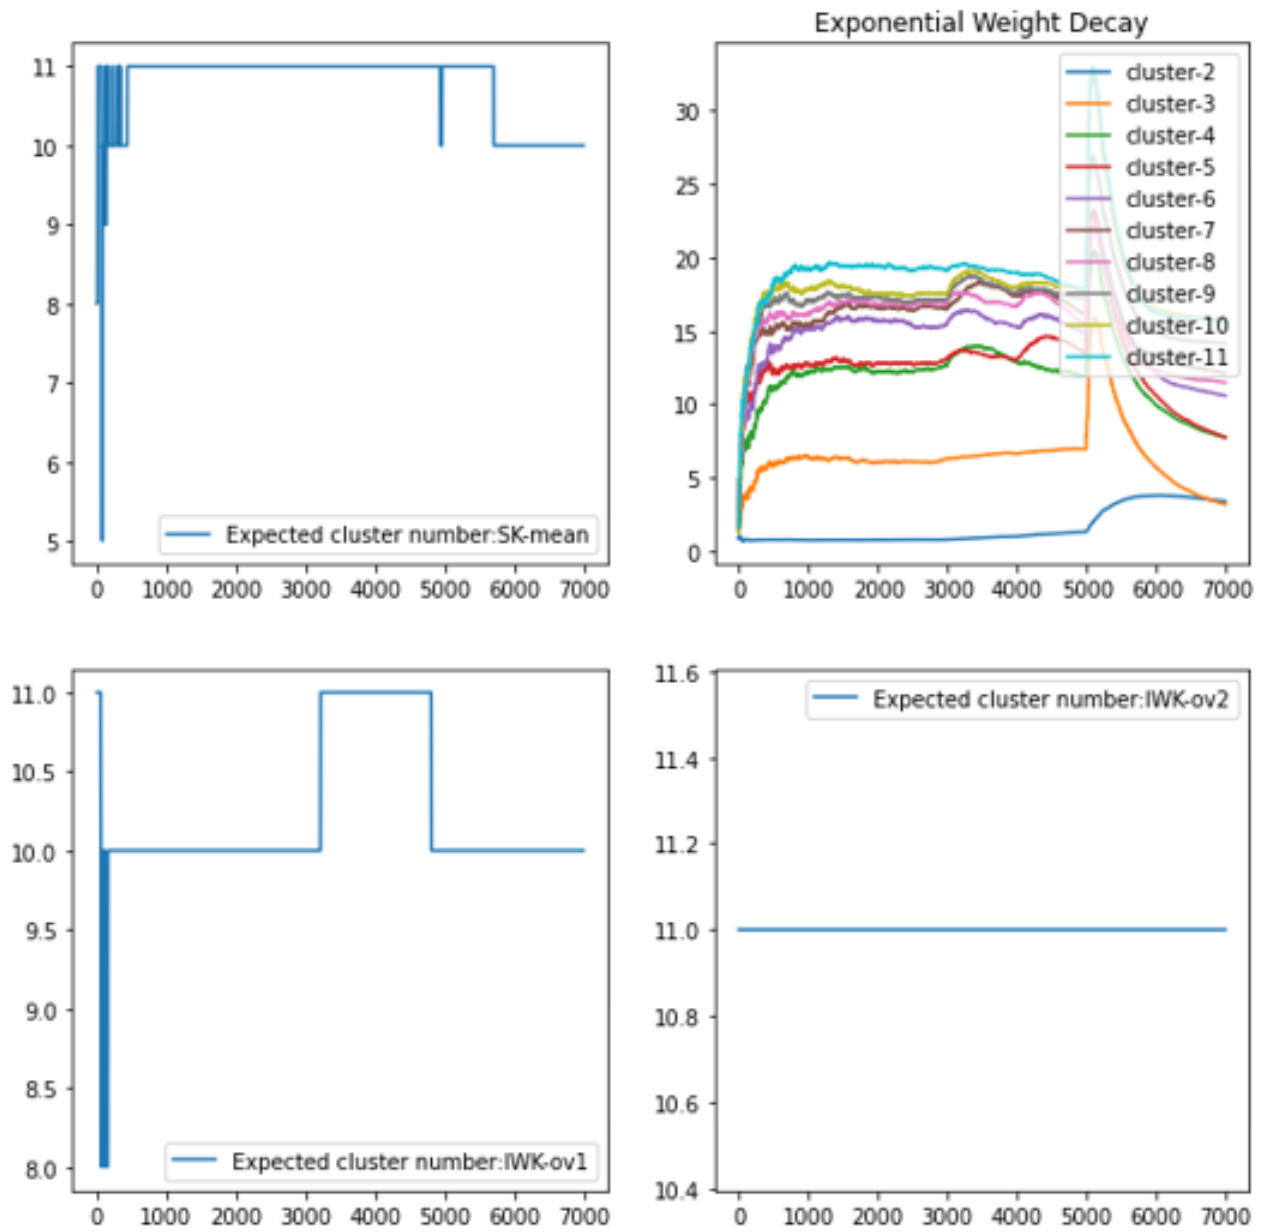 11
10
9
8
7
6
5
0 1000 2000 3000 4000 5000 6000 7000
Expected cluster number:SK-mean
Exponential Weight Decay
30
25
20
15
10
5
0
0 1000 2000 3000 4000 5000 6000 7000
cluster-2
cluster-3
cluster-4
cluster-5
cluster-6
cluster-7
cluster-8
cluster-9
cluster-10
cluster-11
11.0
10.5
10.0
9.5
9.0
8.5
8.0
0 1000 2000 3000 4000 5000 6000 7000
Expected cluster number:IWK-ov1
11.6
11.4
11.2
11.0
10.8
10.6
10.4
0 1000 2000 3000 4000 5000 6000 7000
Expected cluster number:IWK-ov2